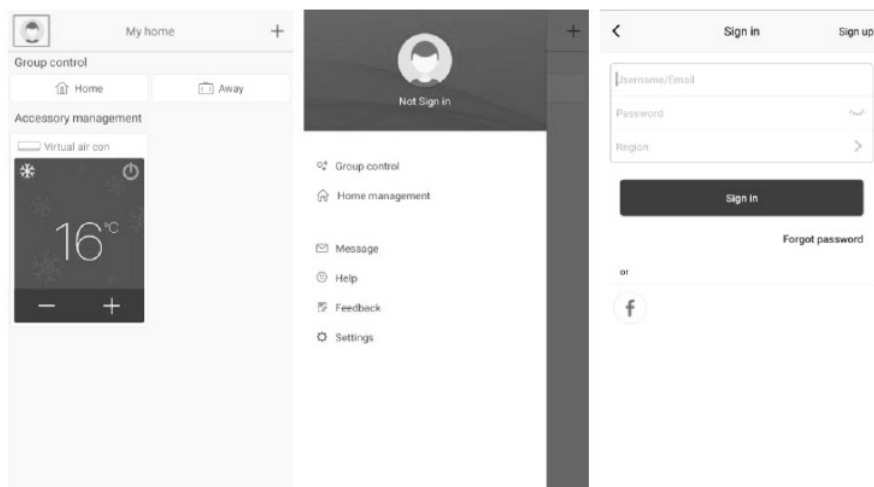 My home
+
Group control
Home
Away
Accessory management
Virtual air con
16°C
− +
+
Not Sign in
Group control
Home management
Message
Help
Feedback
Settings
Sign in
Sign up
Username/Email
Password
Region
Sign in
Forgot password
or
f